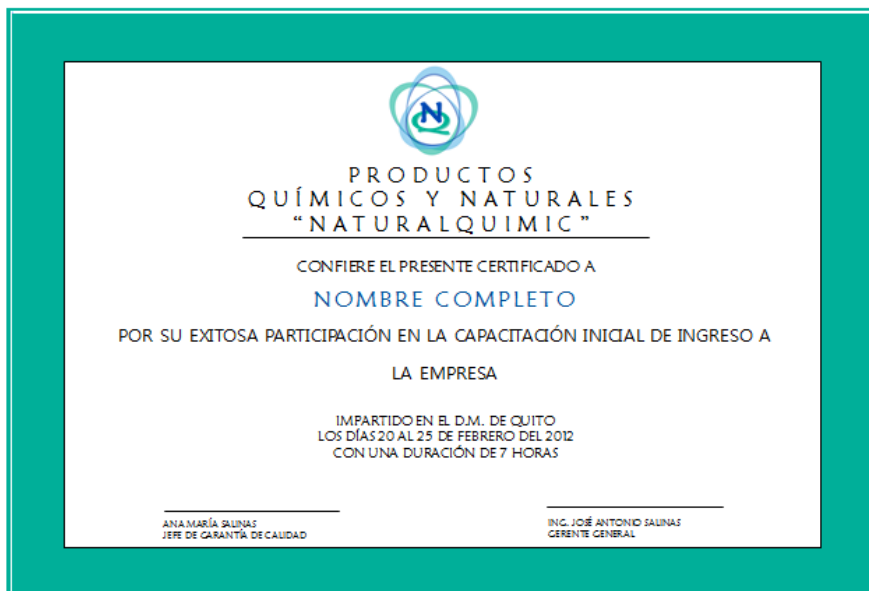 NQ
PRODUCTOS
QUÍMICOS Y NATURALES
“NATURALQUIMIC”
CONFIERE EL PRESENTE CERTIFICADO A
NOMBRE COMPLETO
POR SU EXITOSA PARTICIPACIÓN EN LA CAPACITACIÓN INICIAL DE INGRESO A
LA EMPRESA
IMPARTIDO EN EL D.M. DE QUITO
LOS DÍAS 20 AL 25 DE FEBRERO DEL 2012
CON UNA DURACIÓN DE 7 HORAS
ANA MARÍA SALINAS
JEFE DE GARANTÍA DE CALIDAD
ING. JOSÉ ANTONIO SALINAS
GERENTE GENERAL